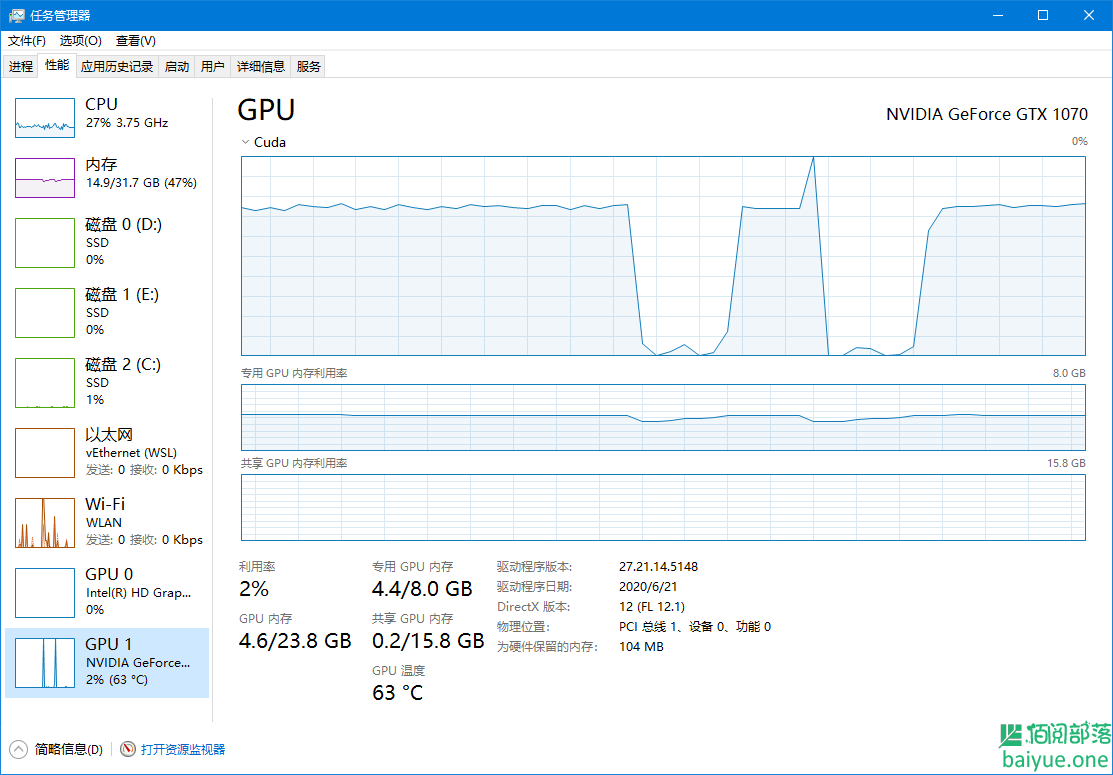 任务管理器
文件(F) 选项(O) 查看(V)
进程 性能 应用历史记录 启动 用户 详细信息 服务
CPU
27% 3.75 GHz
内存
14.9/31.7 GB (47%)
磁盘 0 (D:)
SSD
0%
磁盘 1 (E:)
SSD
0%
磁盘 2 (C:)
SSD
1%
以太网
vEthernet (WSL)
发送: 0 接收: 0 Kbps
Wi-Fi
WLAN
发送: 0 接收: 0 Kbps
GPU 0
Intel(R) HD Grap...
0%
GPU 1
NVIDIA GeForce...
2% (63 °C)
GPU
NVIDIA GeForce GTX 1070
Cuda 0%
专用 GPU 内存利用率 8.0 GB
共享 GPU 内存利用率 15.8 GB
利用率
2%
GPU 内存
4.6/23.8 GB
专用 GPU 内存
4.4/8.0 GB
共享 GPU 内存
0.2/15.8 GB
GPU 温度
63 °C
驱动程序版本: 27.21.14.5148
驱动程序日期: 2020/6/21
DirectX 版本: 12 (FL 12.1)
物理位置: PCI 总线 1、设备 0、功能 0
为硬件保留的内存: 104 MB
简略信息(D) 打开资源监视器
佰阅部落
baiyue.one